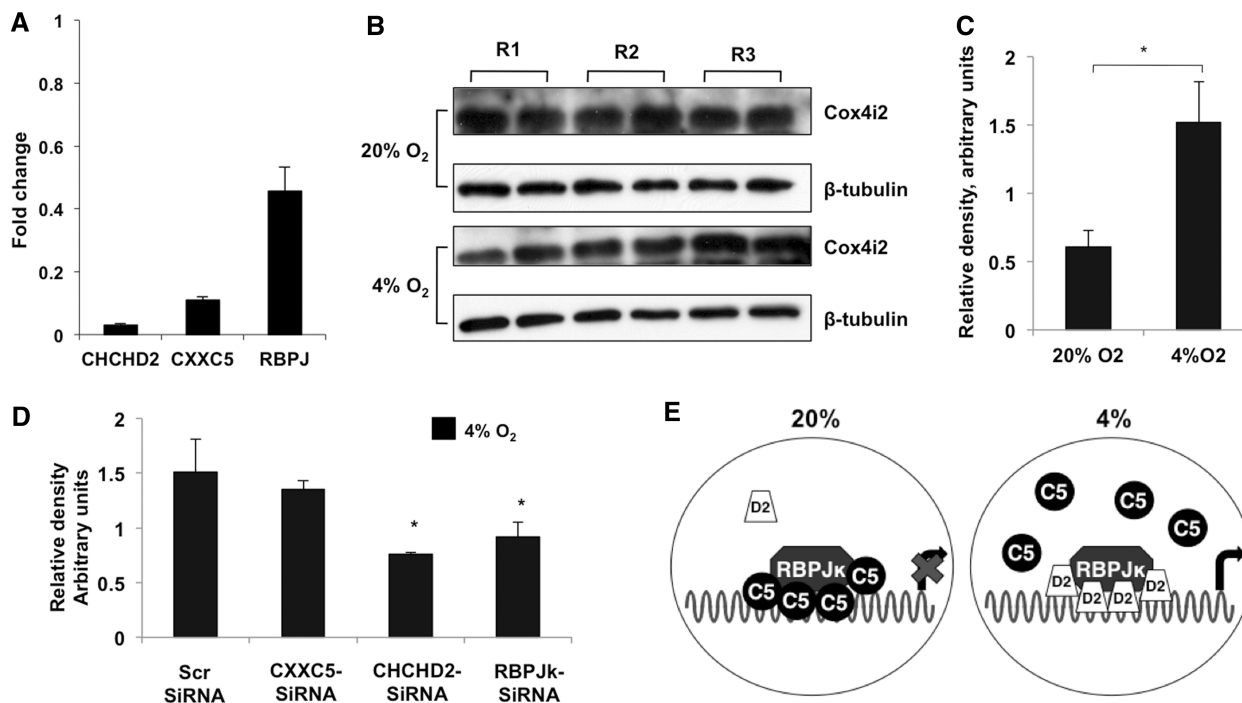 A
1
0.8
0.6
0.4
0.2
0
Fold change
CHCHD2 CXXC5 RBPJ
B
R1 R2 R3
20% O2
Cox4i2
β-tubulin
4% O2
Cox4i2
β-tubulin
C
*
2
1.5
1
0.5
0
Relative density, arbitrary units
20% O2 4%O2
D
2
1.5
1
0.5
0
Relative density
Arbitrary units
4% O2
*
*
Scr
SiRNA
CXXC5-
SiRNA
CHCHD2-
SiRNA
RBPJk-
SiRNA
E
20%
D2
RBPJκ
C5
C5
C5
C5
4%
C5
C5
C5
C5
RBPJκ
D2
D2
D2
D2